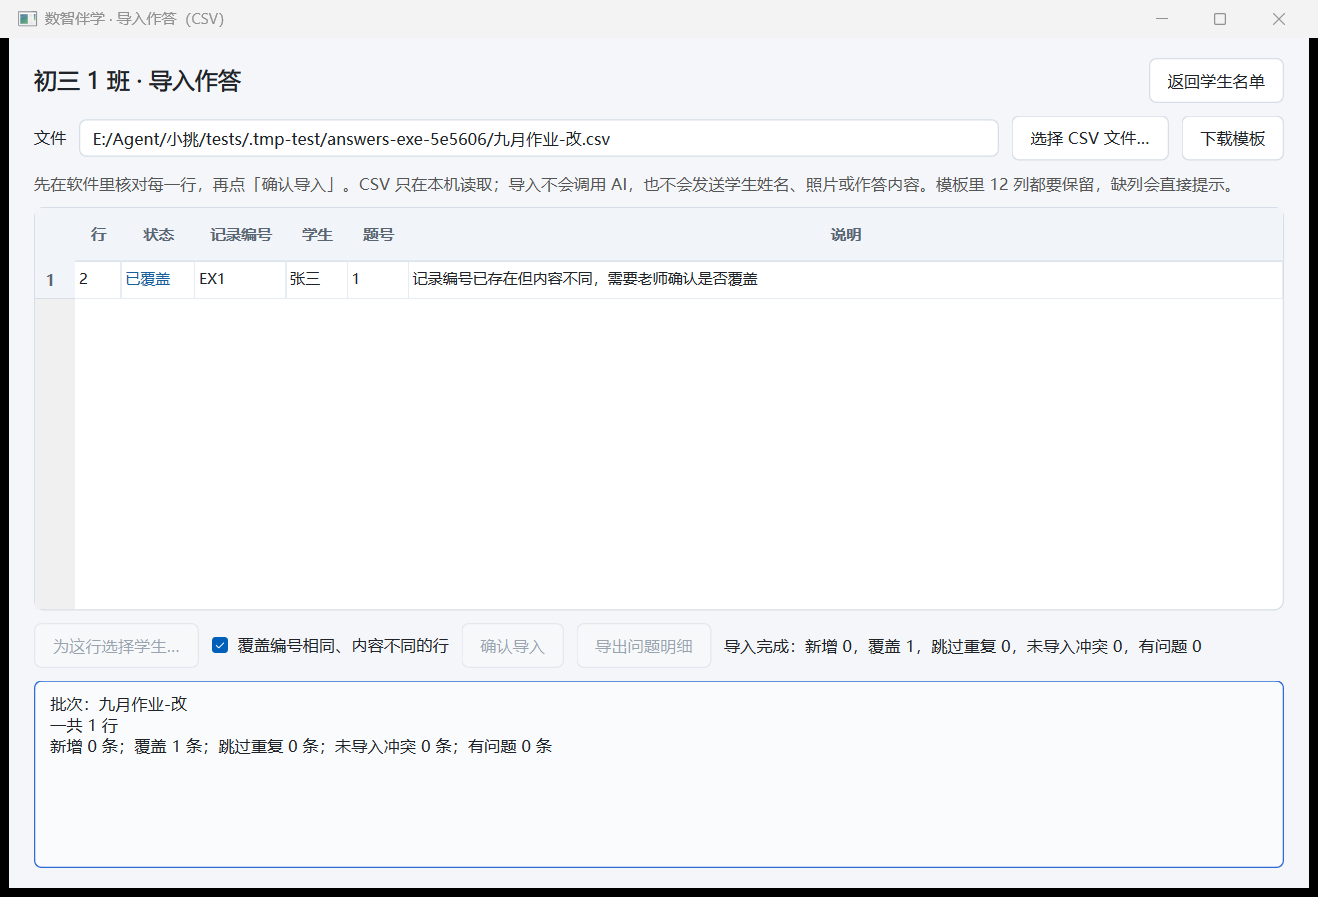 数智伴学 · 导入作答（CSV）
初三 1 班 · 导入作答
返回学生名单
文件
E:/Agent/小挑/tests/.tmp-test/answers-exe-5e5606/九月作业-改.csv
选择 CSV 文件...
下载模板
先在软件里核对每一行，再点「确认导入」。CSV 只在本机读取；导入不会调用 AI，也不会发送学生姓名、照片或作答内容。模板里 12 列都要保留，缺列会直接提示。
行 状态 记录编号 学生 题号 说明
1 2 已覆盖 EX1 张三 1 记录编号已存在但内容不同，需要老师确认是否覆盖
为这行选择学生...
覆盖编号相同、内容不同的行
确认导入
导出问题明细
导入完成：新增 0，覆盖 1，跳过重复 0，未导入冲突 0，有问题 0
批次：九月作业-改
一共 1 行
新增 0 条；覆盖 1 条；跳过重复 0 条；未导入冲突 0 条；有问题 0 条